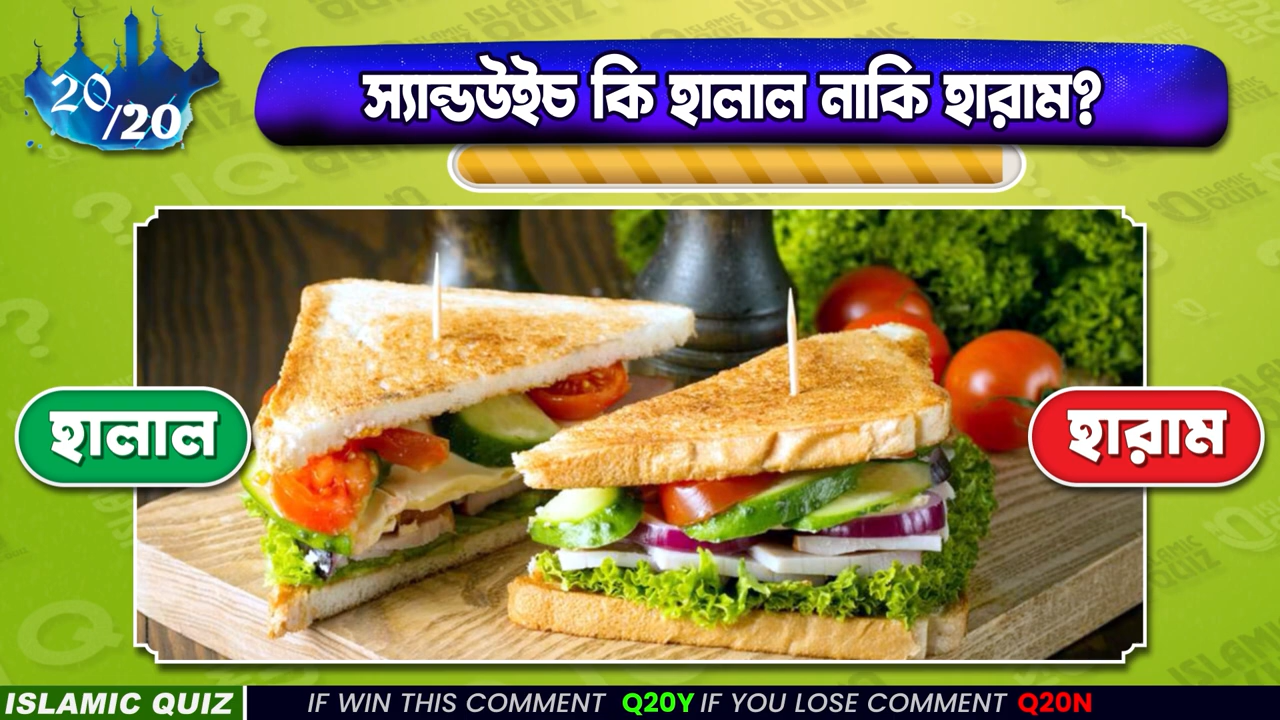 20/20
স্যান্ডউইচ কি হালাল নাকি হারাম?
হালাল
হারাম
ISLAMIC QUIZ
IF WIN THIS COMMENT Q20Y IF YOU LOSE COMMENT Q20N